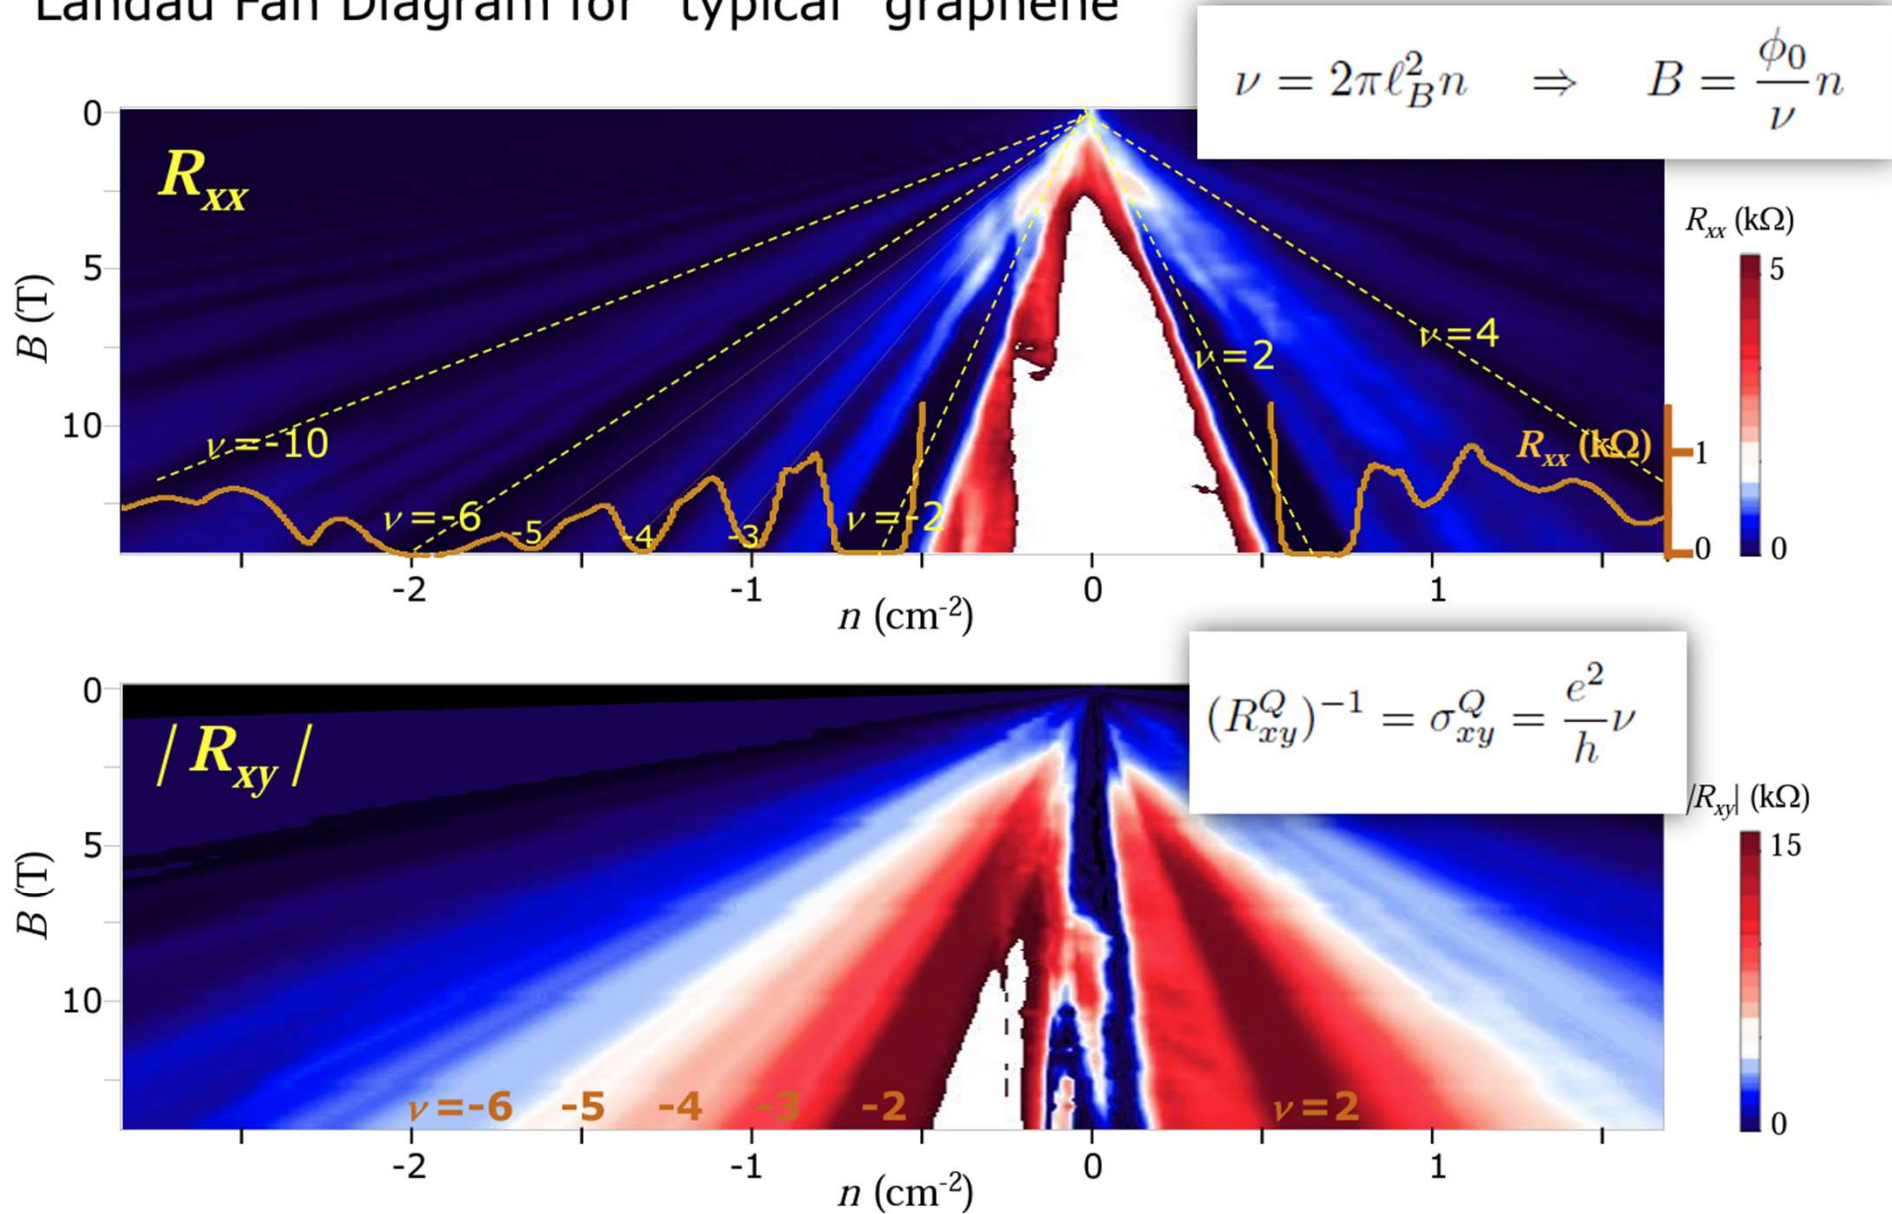 Landau Fan Diagram for "typical" graphene
ν = 2πℓ_B^2 n ⇒ B = ϕ_0/ν n
R_xx
0
5
10
B (T)
ν=-10
ν=-6
-5
-4
-3
ν=-2
ν=2
ν=4
R_xx (kΩ)
1
0
R_xx (kΩ)
5
0
-2
-1
0
1
n (cm^-2)
|R_xy|
0
5
10
B (T)
(R_xy^Q)^-1 = σ_xy^Q = e^2/h ν
|R_xy| (kΩ)
15
0
ν=-6
-5
-4
-3
-2
ν=2
-2
-1
0
1
n (cm^-2)